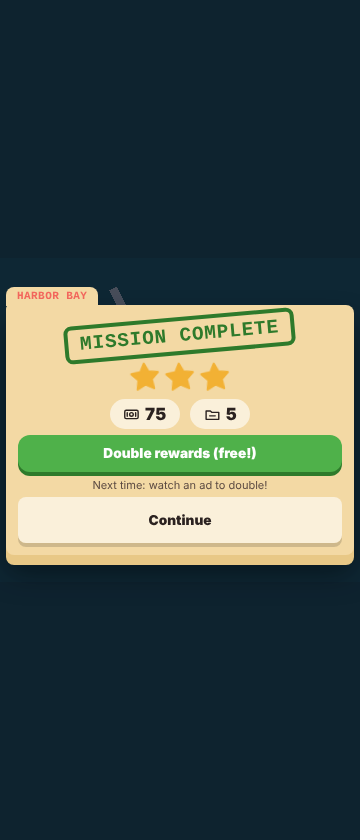 HARBOR BAY
MISSION COMPLETE
75 5
Double rewards (free!)
Next time: watch an ad to double!
Continue